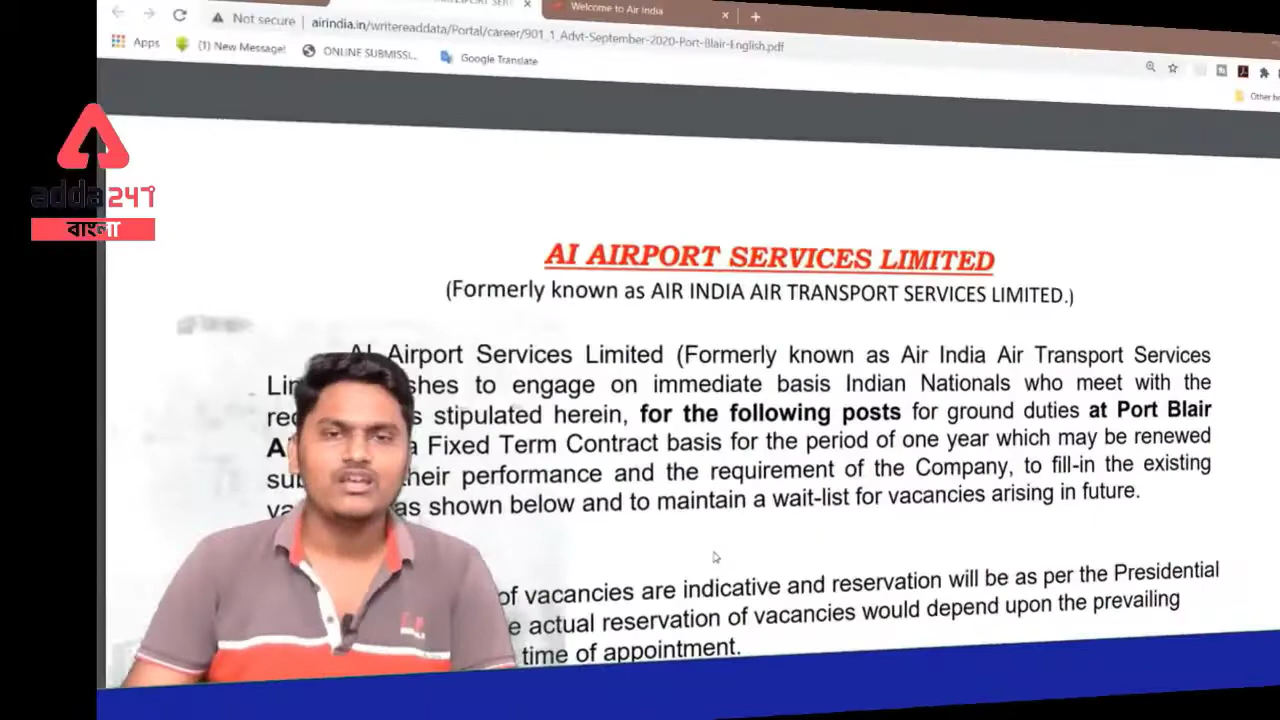 Welcome to Air India
Not secure
airindia.in/writereaddata/Portal/career/901_1_Advt-September-2020-Port-Blair-English.pdf
Apps
(1) New Message!
ONLINE SUBMISSI...
Google Translate
Other
adda247
বাংলা
AI AIRPORT SERVICES LIMITED
(Formerly known as AIR INDIA AIR TRANSPORT SERVICES LIMITED.)
AI Airport Services Limited (Formerly known as Air India Air Transport Services
to engage on immediate basis Indian Nationals who meet with the
stipulated herein, for the following posts for ground duties at Port Blair
a Fixed Term Contract basis for the period of one year which may be renewed
their performance and the requirement of the Company, to fill-in the existing
as shown below and to maintain a wait-list for vacancies arising in future.
of vacancies are indicative and reservation will be as per the Presidential
actual reservation of vacancies would depend upon the prevailing
time of appointment.